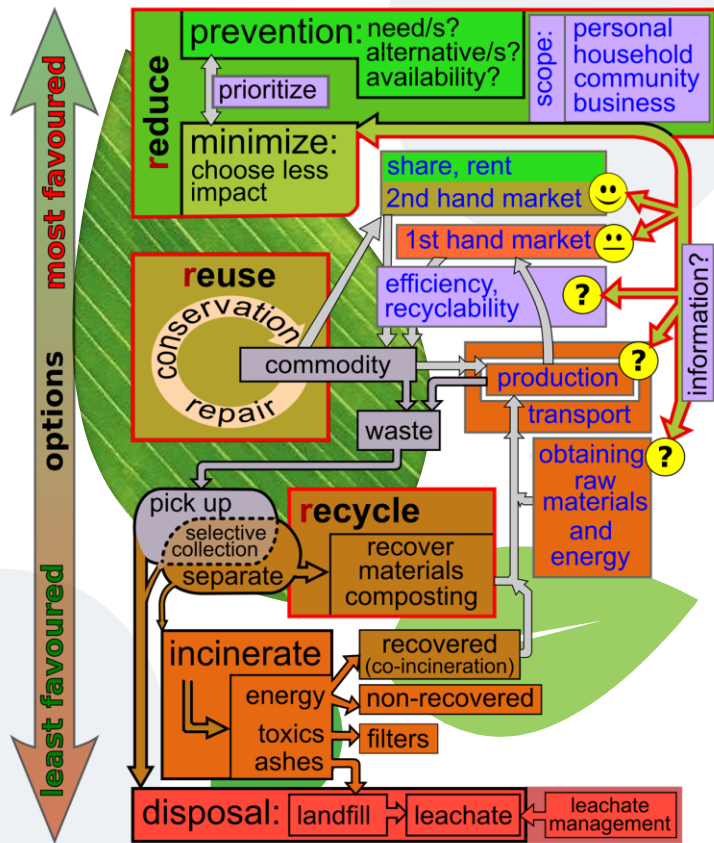 most favoured
options
least favoured
reduce
prevention:
need/s?
alternative/s?
availability?
prioritize
scope:
personal
household
community
business
minimize:
choose less
impact
share, rent
2nd hand market
1st hand market
efficiency,
recyclability
?
information?
reuse
conservation
repair
commodity
production
?
transport
waste
obtaining
raw
materials
and
energy
?
pick up
selective
collection
separate
recycle
recover
materials
composting
incinerate
energy
toxics
ashes
recovered
(co-incineration)
non-recovered
filters
disposal:
landfill
leachate
leachate
management